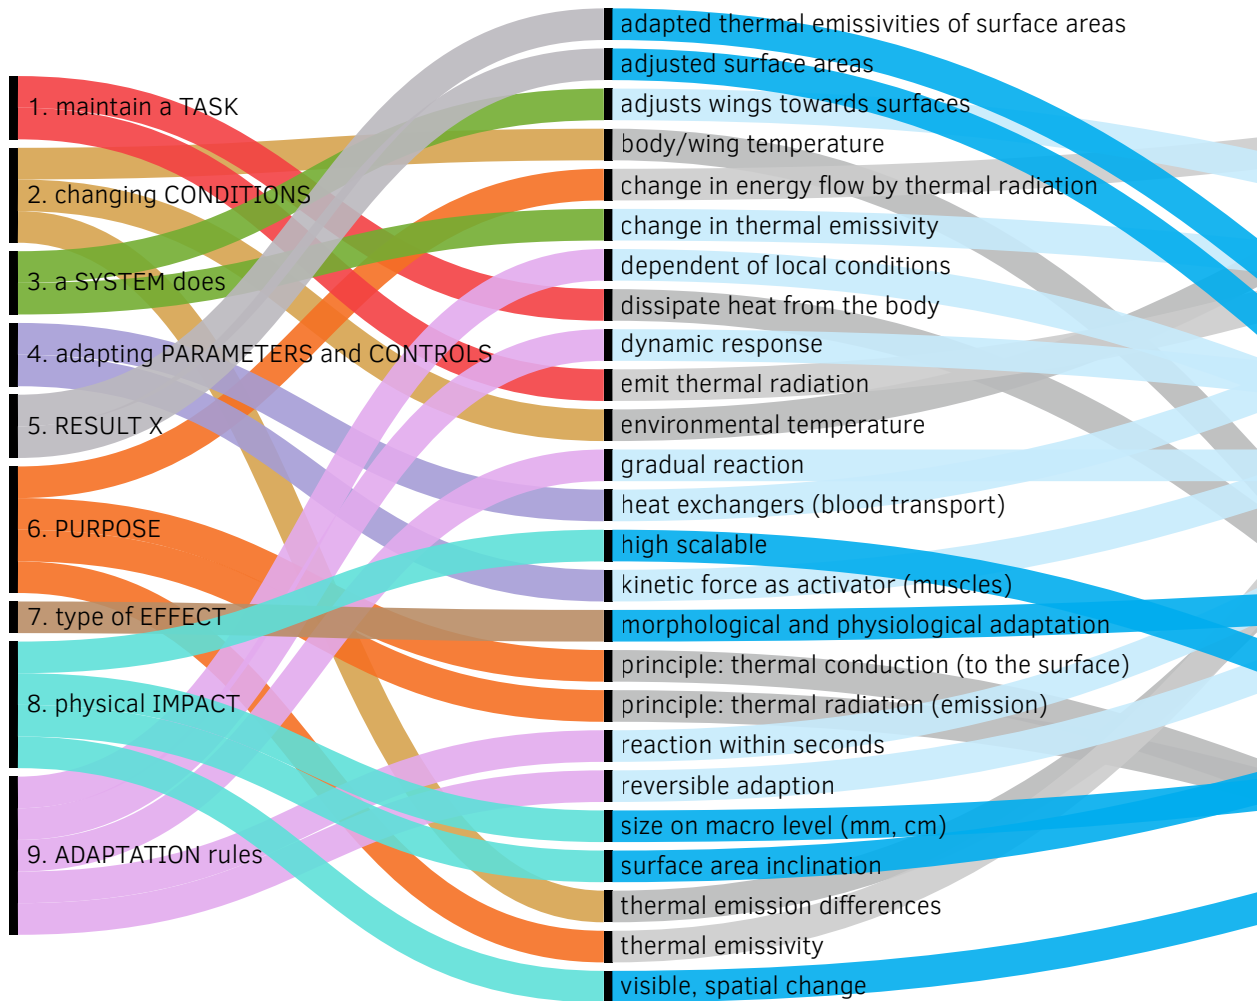 1. maintain a TASK
2. changing CONDITIONS
3. a SYSTEM does
4. adapting PARAMETERS and CONTROLS
5. RESULT X
6. PURPOSE
7. type of EFFECT
8. physical IMPACT
9. ADAPTATION rules
adapted thermal emissivities of surface areas
adjusted surface areas
adjusts wings towards surfaces
body/wing temperature
change in energy flow by thermal radiation
change in thermal emissivity
dependent of local conditions
dissipate heat from the body
dynamic response
emit thermal radiation
environmental temperature
gradual reaction
heat exchangers (blood transport)
high scalable
kinetic force as activator (muscles)
morphological and physiological adaptation
principle: thermal conduction (to the surface)
principle: thermal radiation (emission)
reaction within seconds
reversible adaption
size on macro level (mm, cm)
surface area inclination
thermal emission differences
thermal emissivity
visible, spatial change